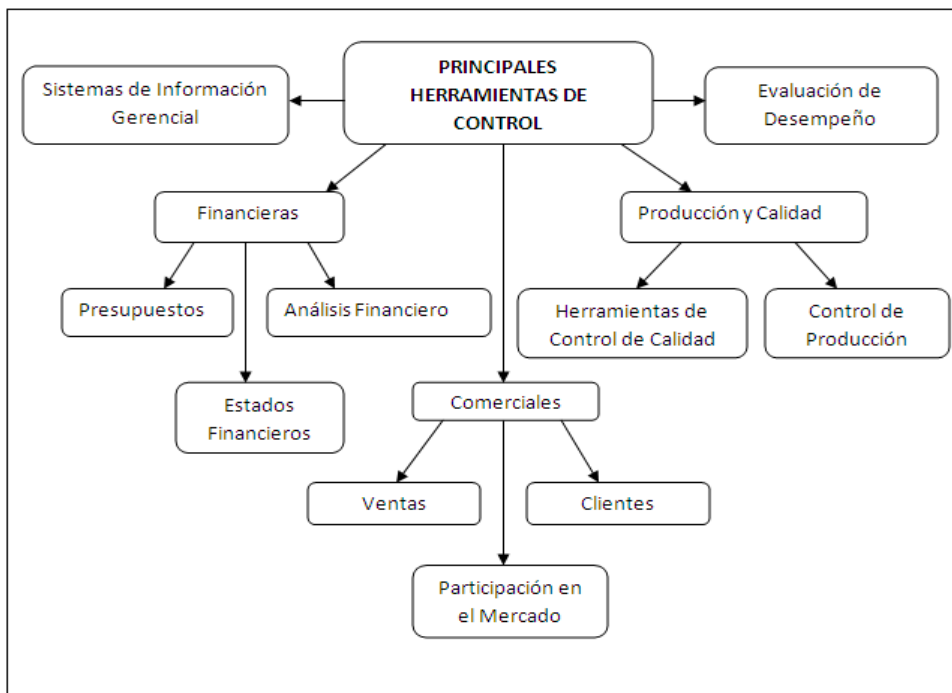 PRINCIPALES
HERRAMIENTAS DE
CONTROL
Sistemas de Información
Gerencial
Evaluación de
Desempeño
Financieras
Producción y Calidad
Presupuestos
Análisis Financiero
Herramientas de
Control de Calidad
Control de
Producción
Estados
Financieros
Comerciales
Ventas
Clientes
Participación en
el Mercado